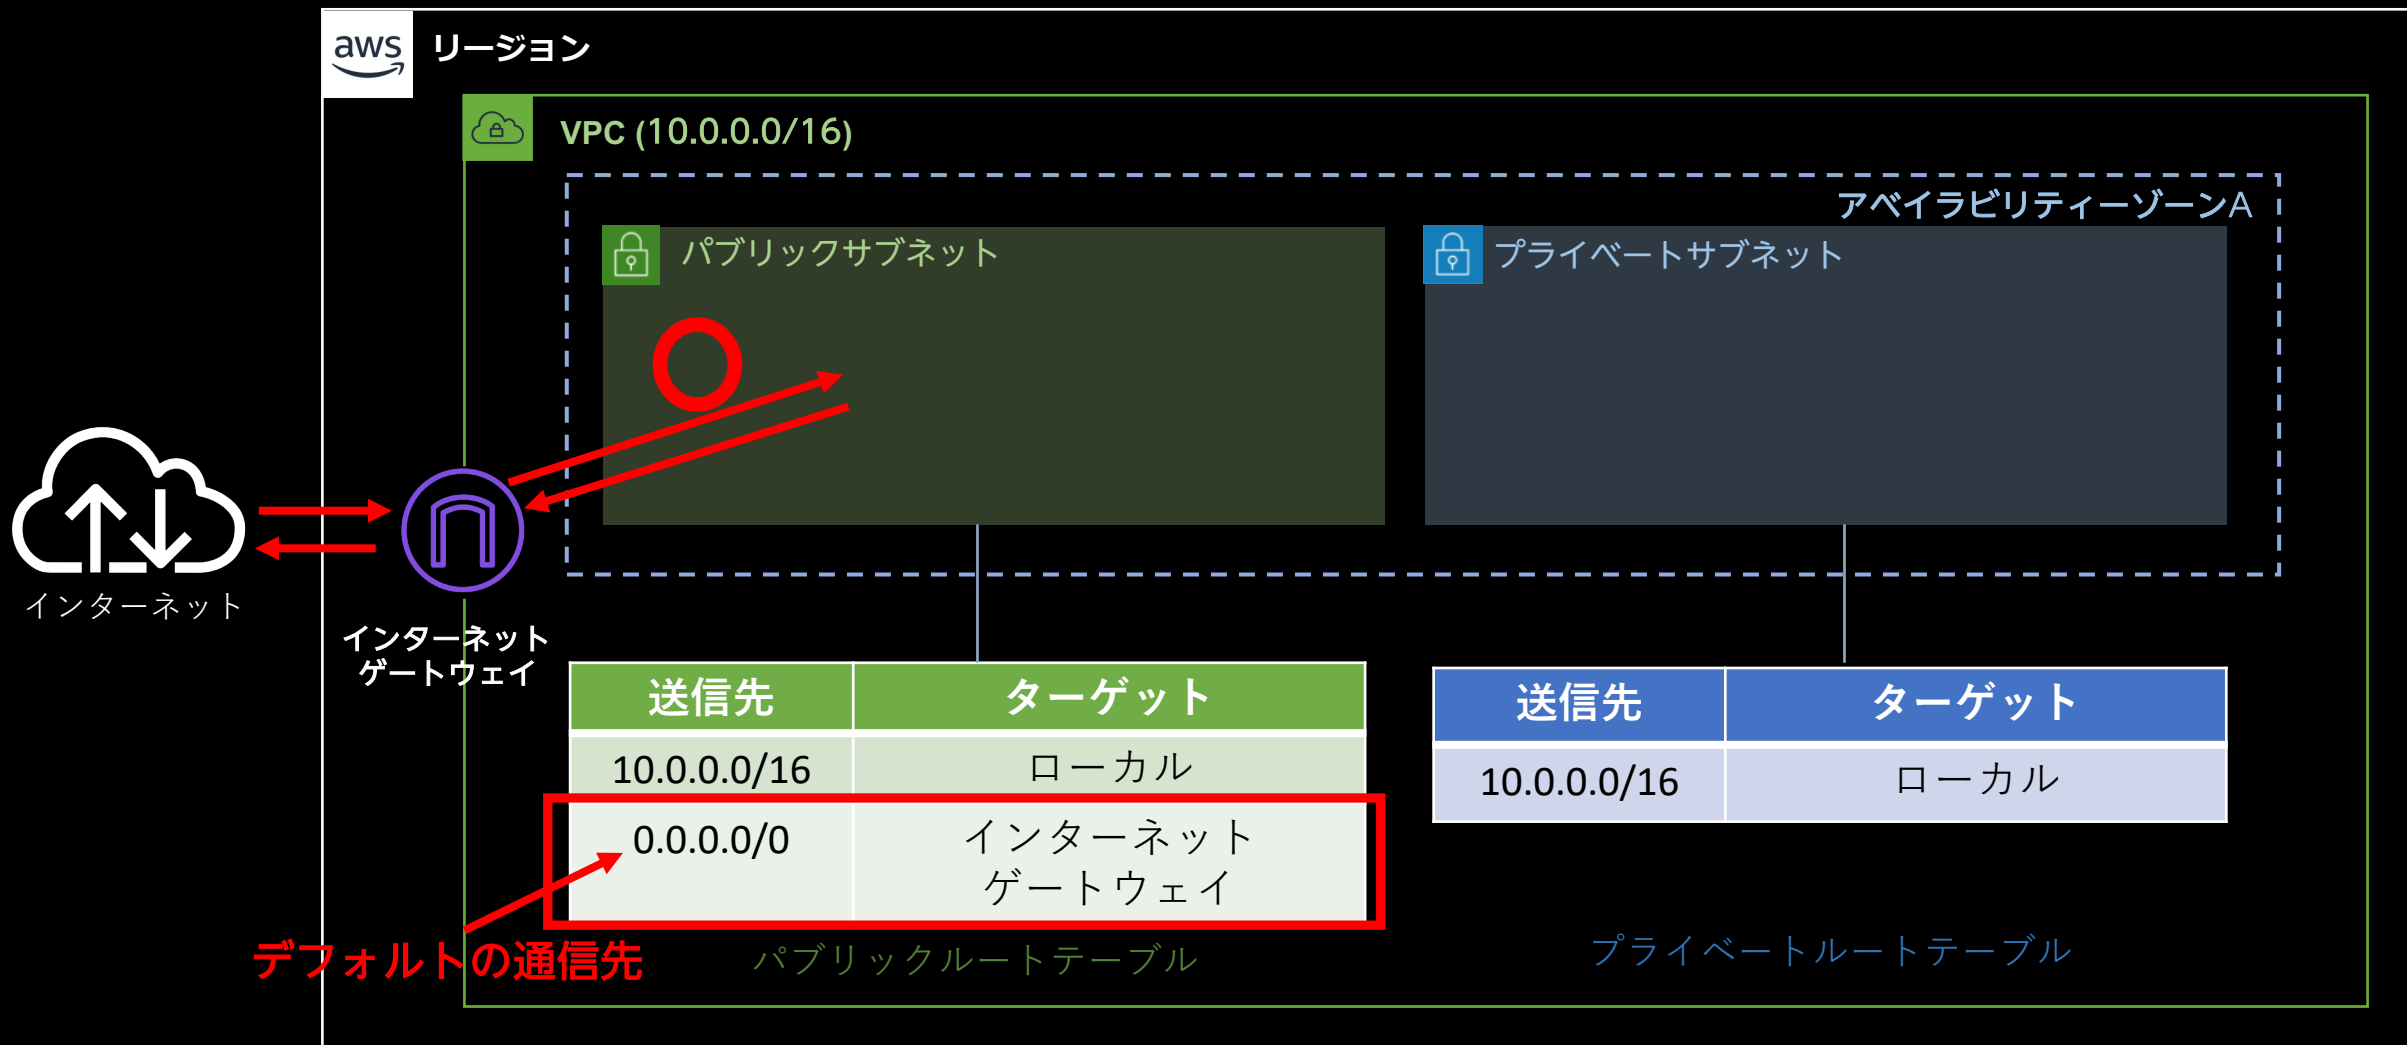 aws
リージョン
VPC (10.0.0.0/16)
アベイラビリティーゾーンA
パブリックサブネット
プライベートサブネット
インターネット
インターネット
ゲートウェイ
送信先 ターゲット
10.0.0.0/16 ローカル
0.0.0.0/0 インターネット
ゲートウェイ
送信先 ターゲット
10.0.0.0/16 ローカル
デフォルトの通信先
パブリックルートテーブル
プライベートルートテーブル